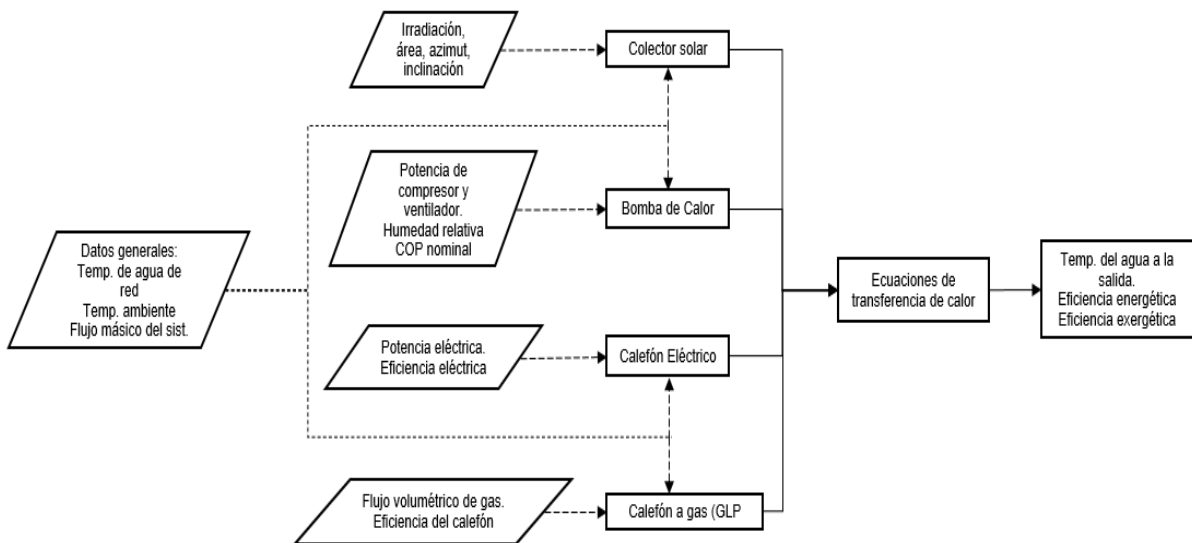 Irradiación,
área, azimut,
inclinación
Colector solar
Potencia de
compresor y
ventilador.
Humedad relativa
COP nominal
Bomba de Calor
Datos generales:
Temp. de agua de
red
Temp. ambiente
Flujo másico del sist.
Ecuaciones de
transferencia de calor
Temp. del agua a la
salida.
Eficiencia energética
Eficiencia exergética
Potencia eléctrica.
Eficiencia eléctrica
Calefón Eléctrico
Flujo volumétrico de gas.
Eficiencia del calefón
Calefón a gas (GLP